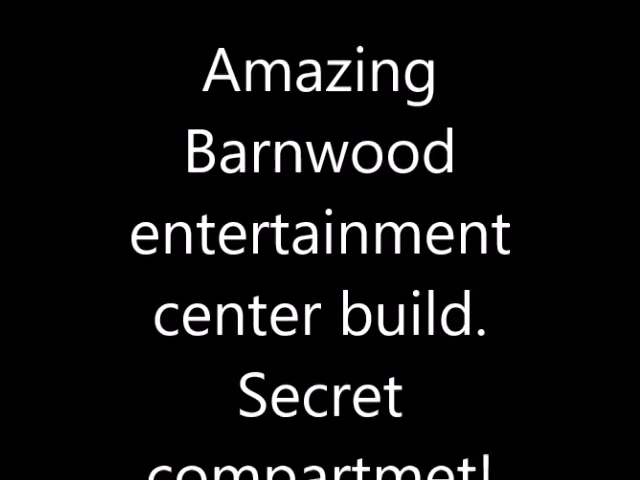 Amazing
Barnwood
entertainment
center build.
Secret
compartmet!